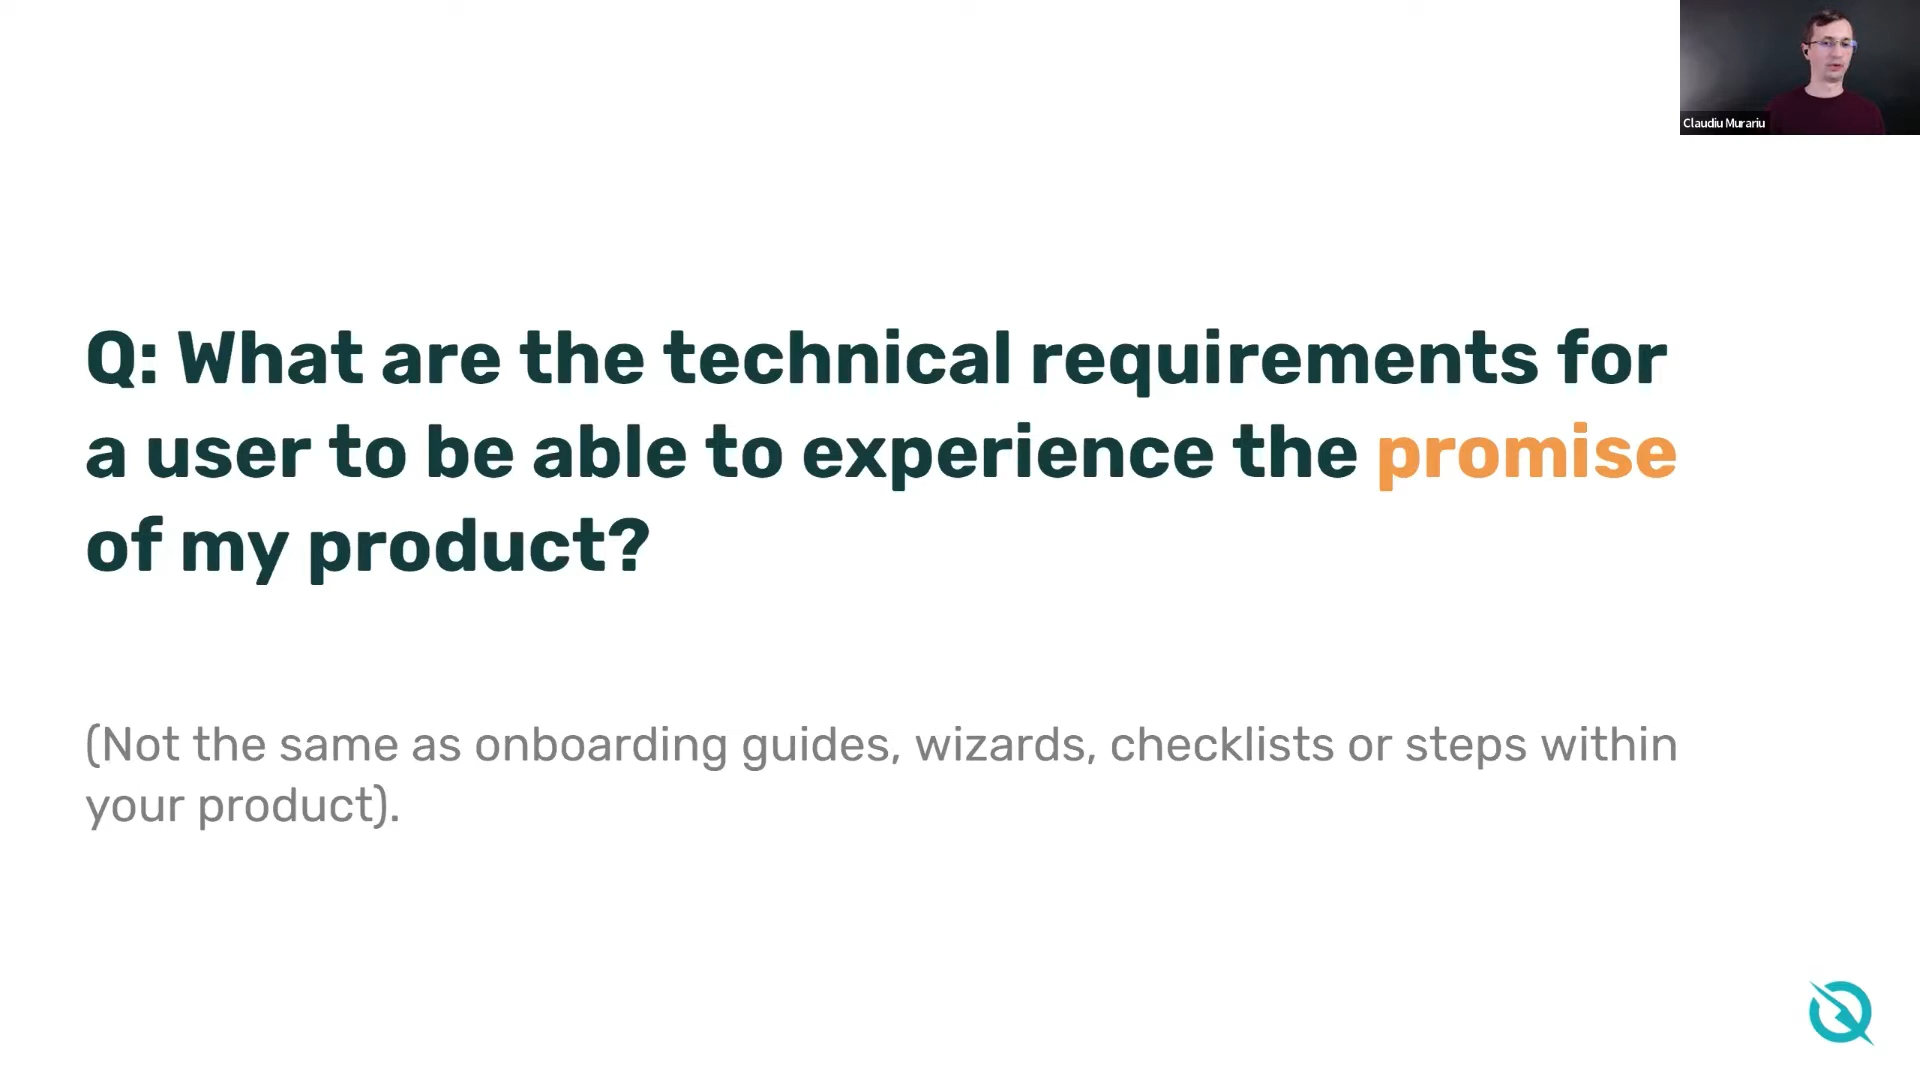 Claudiu Murariu
Q: What are the technical requirements for
a user to be able to experience the promise
of my product?
(Not the same as onboarding guides, wizards, checklists or steps within
your product).